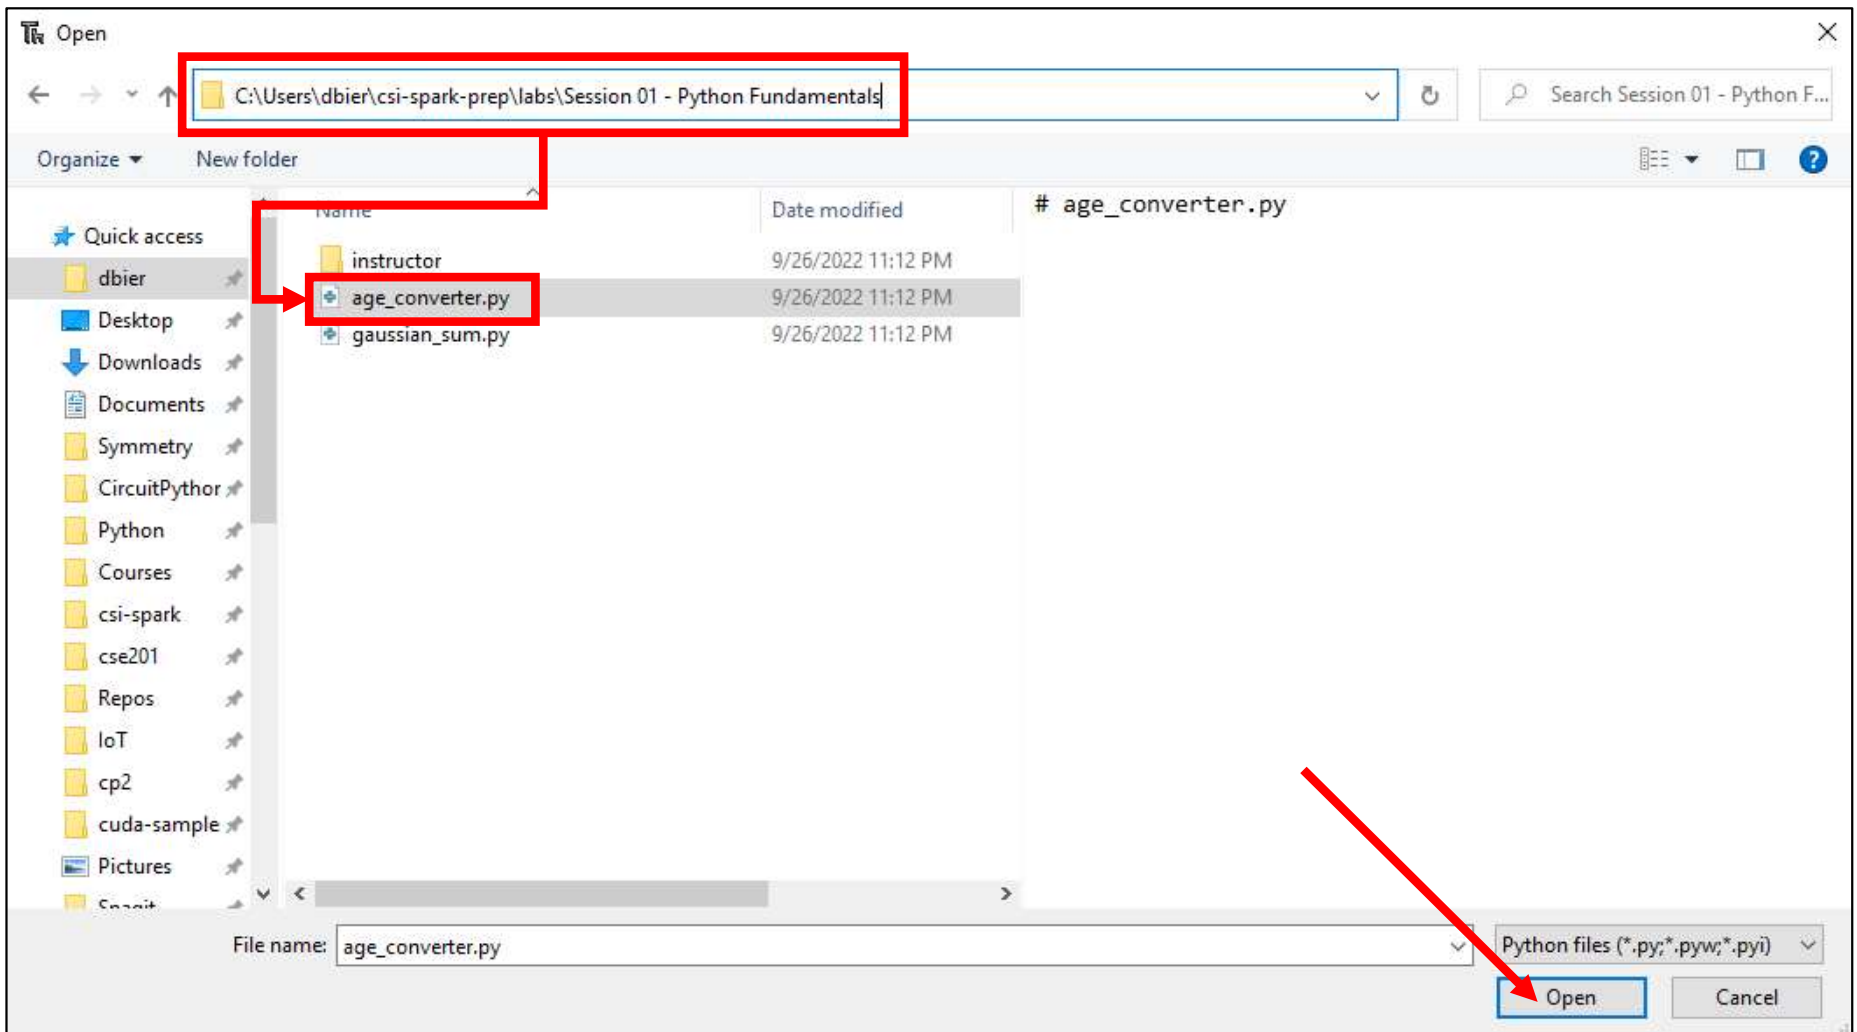 Open
C:\Users\dbier\csi-spark-prep\labs\Session 01 - Python Fundamentals
Search Session 01 - Python F...
Organize
New folder
Name
Date modified
# age_converter.py
Quick access
dbier
Desktop
Downloads
Documents
Symmetry
CircuitPythor
Python
Courses
csi-spark
cse201
Repos
IoT
cp2
cuda-sample
Pictures
Snagit
instructor 9/26/2022 11:12 PM
age_converter.py 9/26/2022 11:12 PM
gaussian_sum.py 9/26/2022 11:12 PM
File name: age_converter.py
Python files (*.py;*.pyw;*.pyi)
Open
Cancel